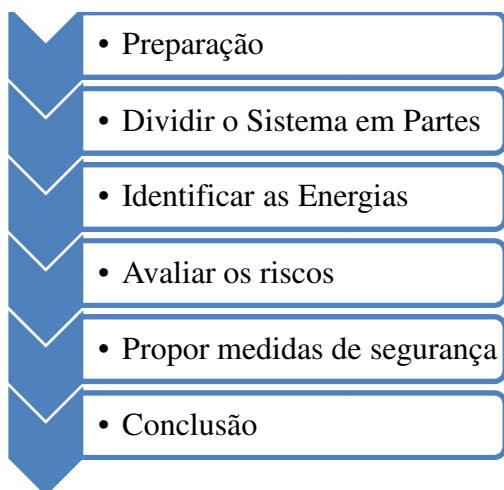 • Preparação
• Dividir o Sistema em Partes
• Identificar as Energias
• Avaliar os riscos
• Propor medidas de segurança
• Conclusão